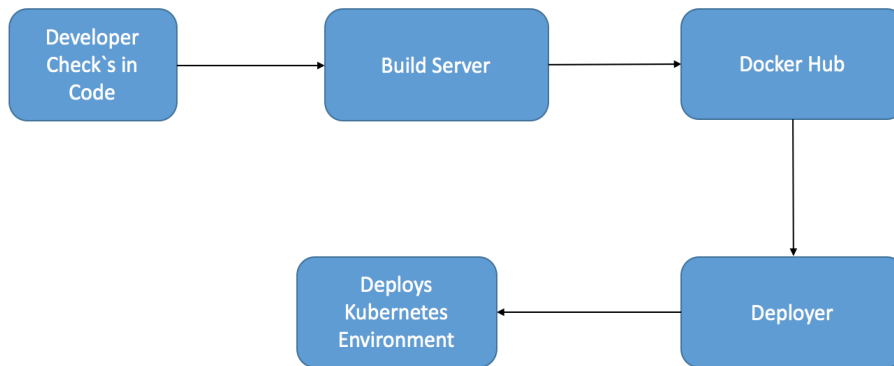 Developer
Check`s in
Code
Build Server
Docker Hub
Deploys
Kubernetes
Environment
Deployer